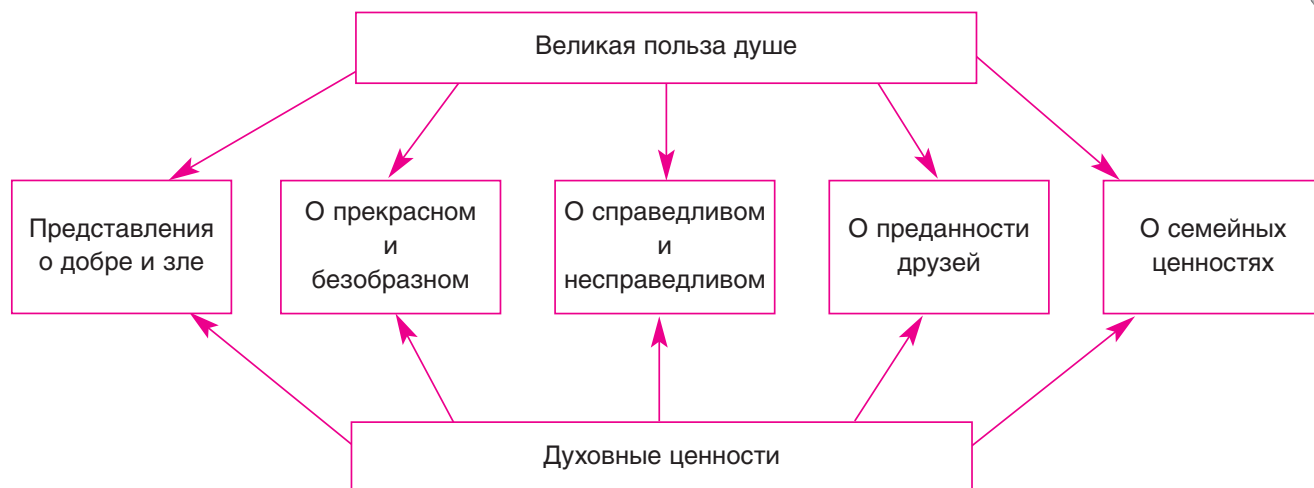 Великая польза душе
Представления
о добре и зле
О прекрасном
и
безобразном
О справедливом
и
несправедливом
О преданности
друзей
О семейных
ценностях
Духовные ценности